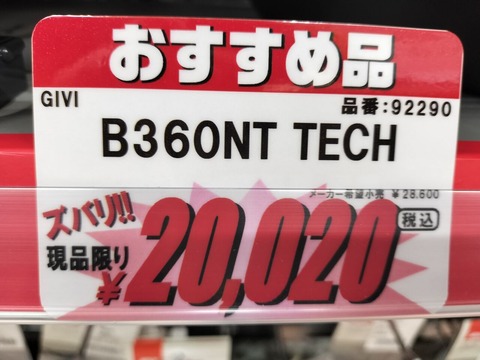 おすすめ品
GIVI 品番:92290
B360NT TECH
メーカー希望小売 ¥28,600
ズバリ!!
現品限り
¥20,020 税込